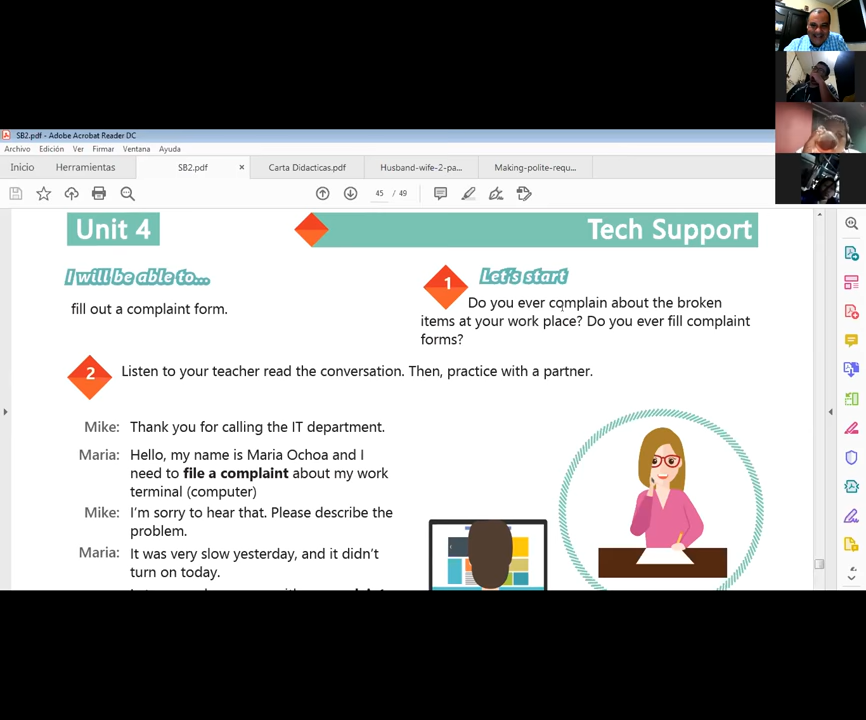 SB2.pdf - Adobe Acrobat Reader DC
Archivo Edición Ver Firmar Ventana Ayuda
Inicio Herramientas SB2.pdf × Carta Didacticas.pdf Husband-wife-2-pa... Making-polite-requ...
45 / 49
Unit 4 Tech Support
I will be able to...
fill out a complaint form.
1 Let's start
Do you ever complain about the broken
items at your work place? Do you ever fill complaint
forms?
2 Listen to your teacher read the conversation. Then, practice with a partner.
Mike: Thank you for calling the IT department.
Maria: Hello, my name is Maria Ochoa and I
need to file a complaint about my work
terminal (computer)
Mike: I'm sorry to hear that. Please describe the
problem.
Maria: It was very slow yesterday, and it didn't
turn on today.